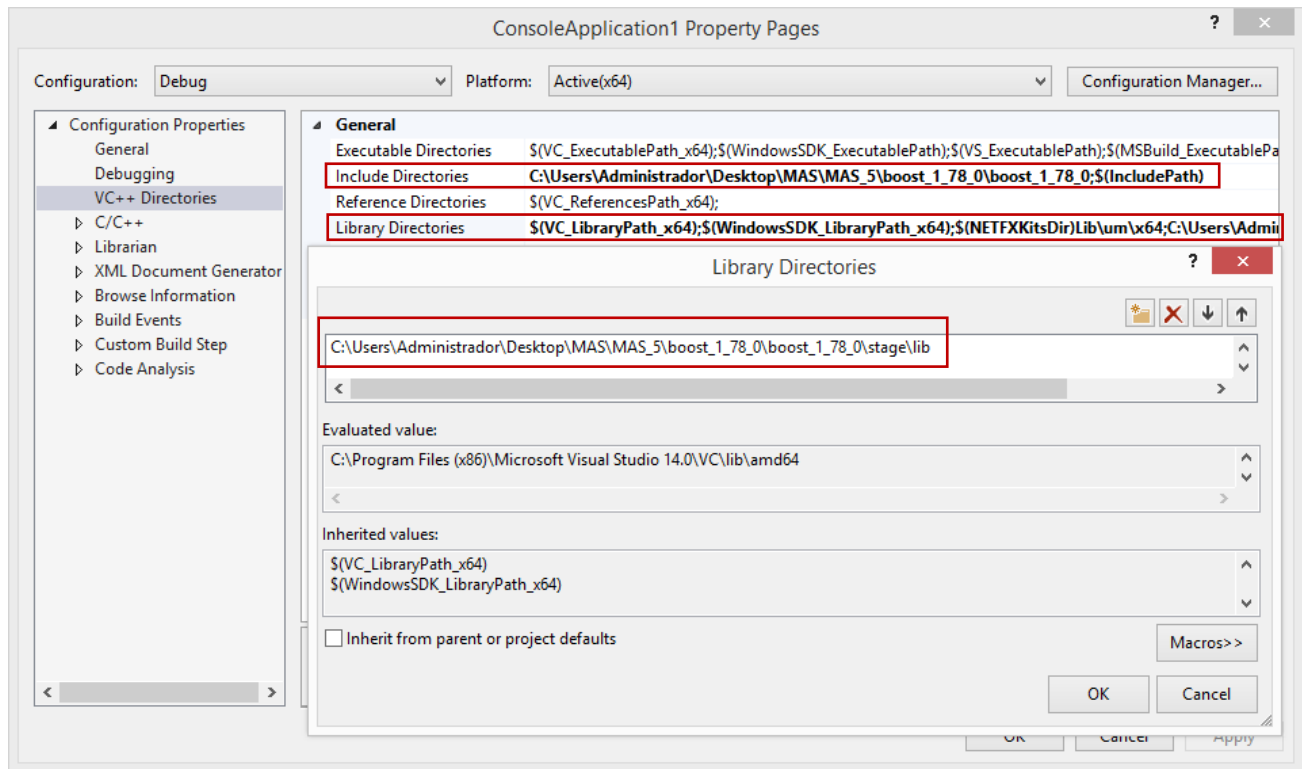 ConsoleApplication1 Property Pages
? ×
Configuration: Debug Platform: Active(x64) Configuration Manager...
Configuration Properties
General
Debugging
VC++ Directories
C/C++
Librarian
XML Document Generator
Browse Information
Build Events
Custom Build Step
Code Analysis
General
Executable Directories $(VC_ExecutablePath_x64);$(WindowsSDK_ExecutablePath);$(VS_ExecutablePath);$(MSBuild_ExecutablePa
Include Directories C:\Users\Administrador\Desktop\MAS\MAS_5\boost_1_78_0\boost_1_78_0;$(IncludePath)
Reference Directories $(VC_ReferencesPath_x64);
Library Directories $(VC_LibraryPath_x64);$(WindowsSDK_LibraryPath_x64);$(NETFXKitsDir)Lib\um\x64;C:\Users\Admin
Library Directories
? ×
C:\Users\Administrador\Desktop\MAS\MAS_5\boost_1_78_0\boost_1_78_0\stage\lib
Evaluated value:
C:\Program Files (x86)\Microsoft Visual Studio 14.0\VC\lib\amd64
Inherited values:
$(VC_LibraryPath_x64)
$(WindowsSDK_LibraryPath_x64)
Inherit from parent or project defaults
Macros>>
OK Cancel
OK Cancel Apply